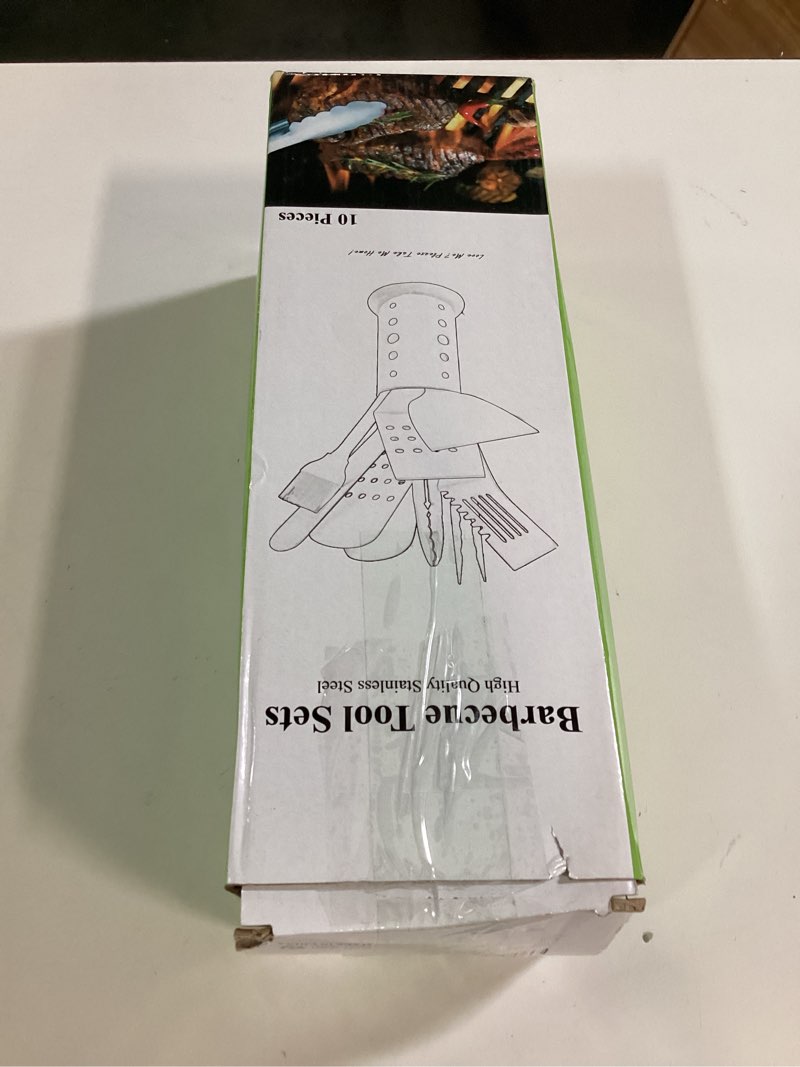 Barbecue Tool Sets
High Quality Stainless Steel
Love Me? Please Take Me Home!
10 Pieces